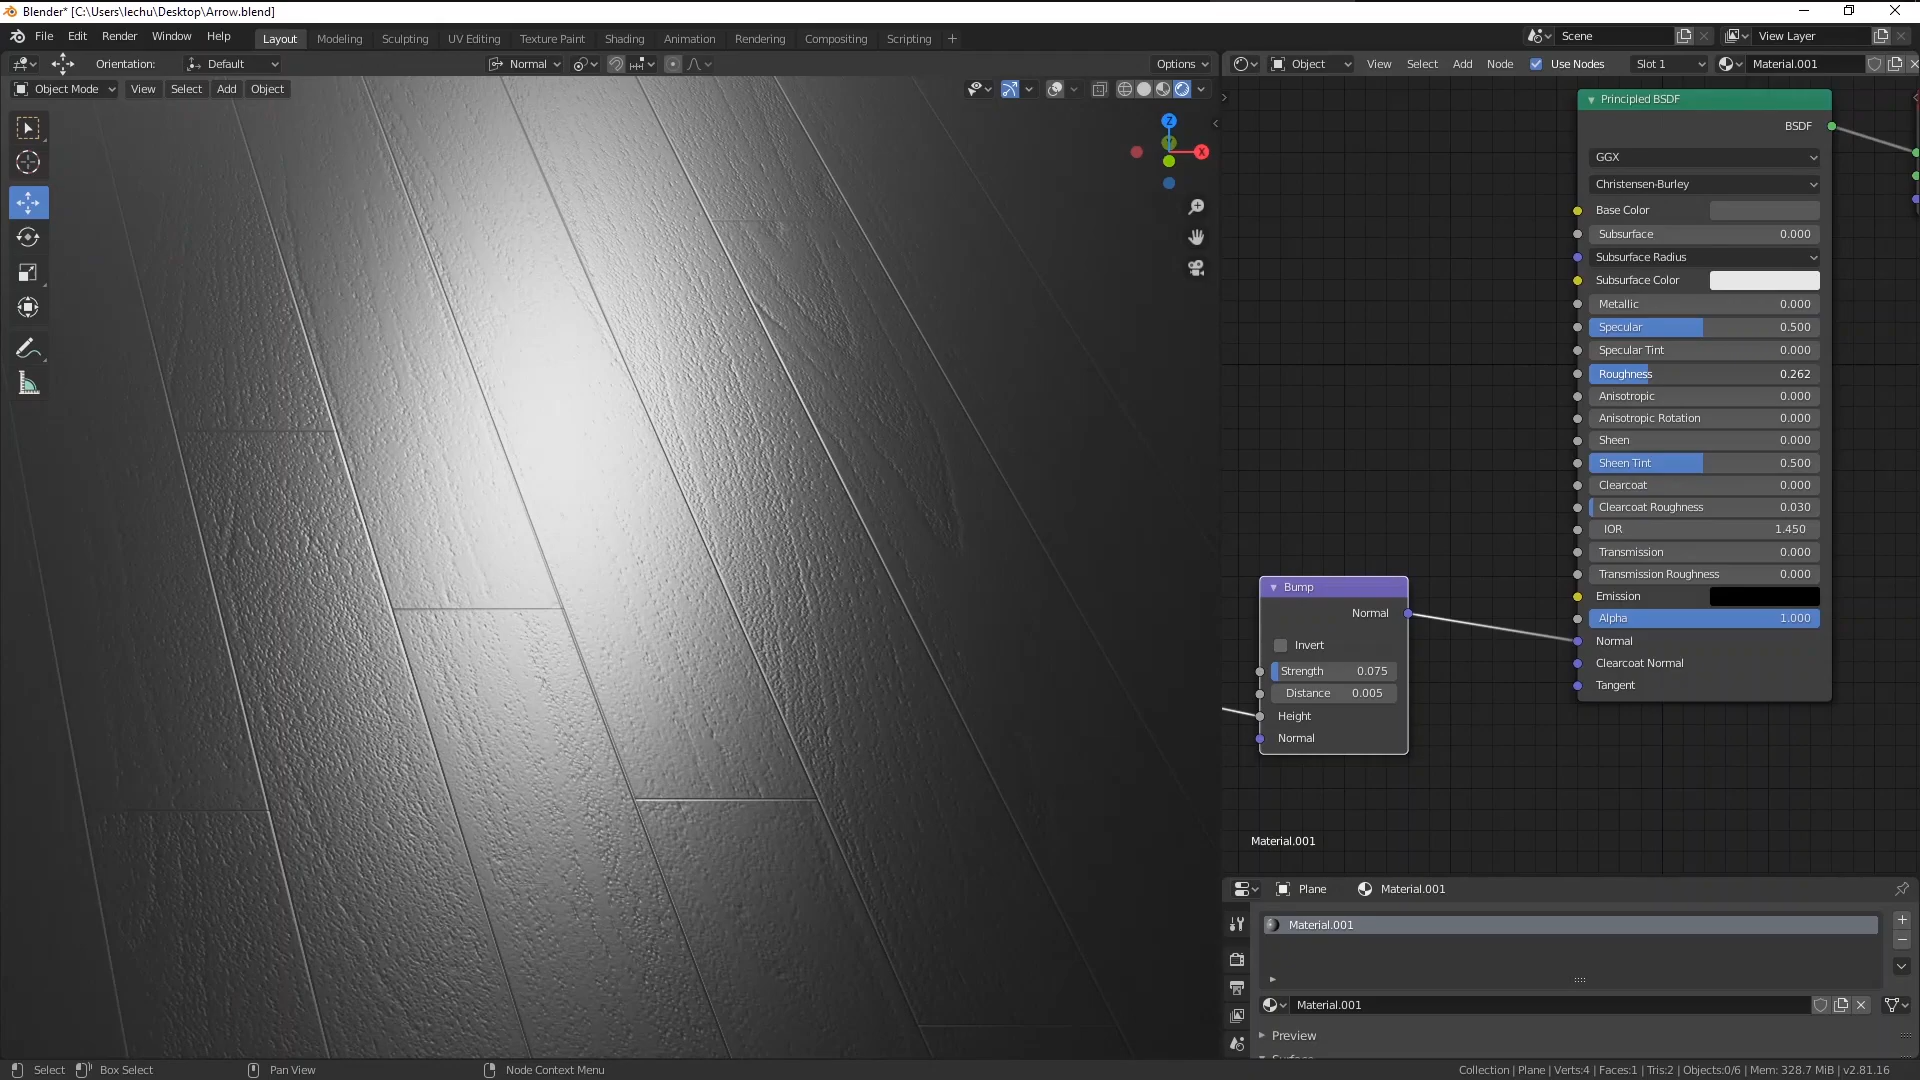 Blender* [C:\Users\lechu\Desktop\Arrow.blend]
File Edit Render Window Help
Layout Modeling Sculpting UV Editing Texture Paint Shading Animation Rendering Compositing Scripting +
Scene
View Layer
Orientation: Default
Normal
Options
Object View Select Add Node Use Nodes Slot 1 Material.001
Object Mode View Select Add Object
Z
X
Principled BSDF
BSDF
GGX
Christensen-Burley
Base Color
Subsurface 0.000
Subsurface Radius
Subsurface Color
Metallic 0.000
Specular 0.500
Specular Tint 0.000
Roughness 0.262
Anisotropic 0.000
Anisotropic Rotation 0.000
Sheen 0.000
Sheen Tint 0.500
Clearcoat 0.000
Clearcoat Roughness 0.030
IOR 1.450
Transmission 0.000
Transmission Roughness 0.000
Emission
Alpha 1.000
Normal
Clearcoat Normal
Tangent
Bump
Normal
Invert
Strength 0.075
Distance 0.005
Height
Normal
Material.001
Plane Material.001
Material.001
Material.001
Preview
Surface
Select Box Select Pan View Node Context Menu
Collection | Plane | Verts:4 | Faces:1 | Tris:2 | Objects:0/6 | Mem: 328.7 MiB | v2.81.16